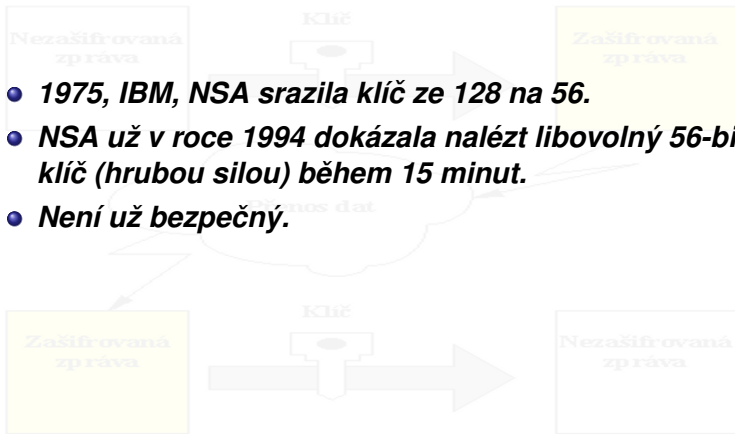 Klíč
Nezašifrovaná
zpráva
Zašifrovaná
zpráva
1975, IBM, NSA srazila klíč ze 128 na 56.
NSA už v roce 1994 dokázala nalézt libovolný 56-bi
klíč (hrubou silou) během 15 minut.
Přenos dat
Není už bezpečný.
Klíč
Zašifrovaná
zpráva
Nezašifrovaná
zpráva